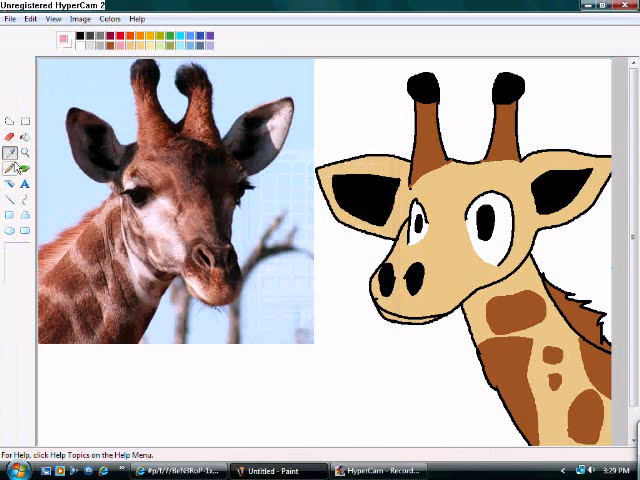 Unregistered HyperCam 2
File Edit View Image Colors Help
A
For Help, click Help Topics on the Help Menu.
Untitled - Paint
HyperCam - Record...
3:29 PM